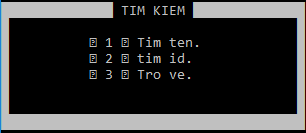 TIM KIEM
⍰ 1 ⍰ Tim ten.
⍰ 2 ⍰ tim id.
⍰ 3 ⍰ Tro ve.